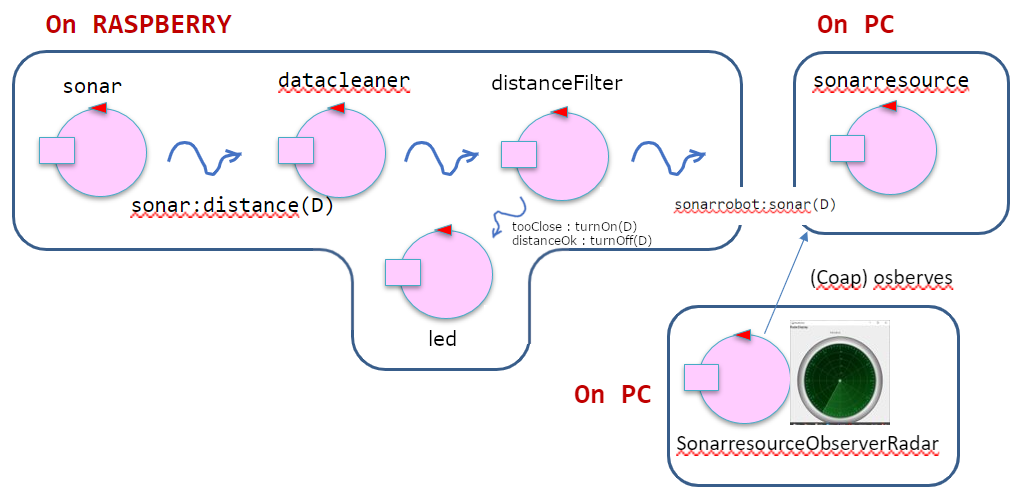 On RASPBERRY
On PC
sonar
datacleaner
distanceFilter
sonarresource
sonar:distance(D)
sonarrobot:sonar(D)
tooClose : turnOn(D)
distanceOk : turnOff(D)
led
(Coap) osberves
On PC
SonarresourceObserverRadar